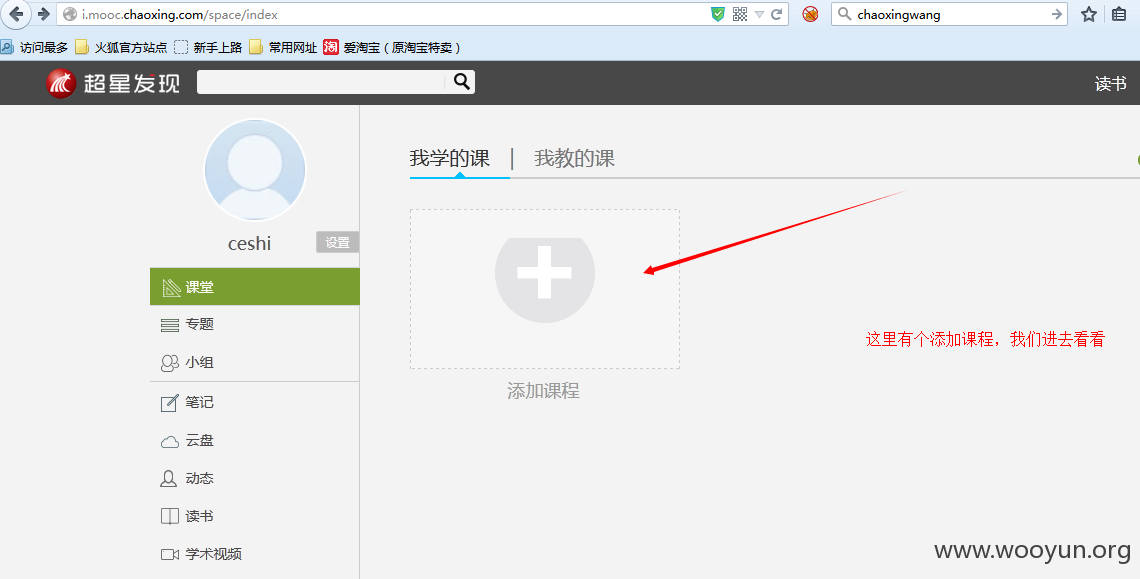 i.mooc.chaoxing.com/space/index
chaoxingwang
访问最多 火狐官方站点 新手上路 常用网址 淘 爱淘宝（原淘宝特卖）
超星发现
读书
我学的课 | 我教的课
ceshi 设置
课堂
专题
小组
笔记
云盘
动态
读书
学术视频
添加课程
这里有个添加课程，我们进去看看
www.wooyun.org